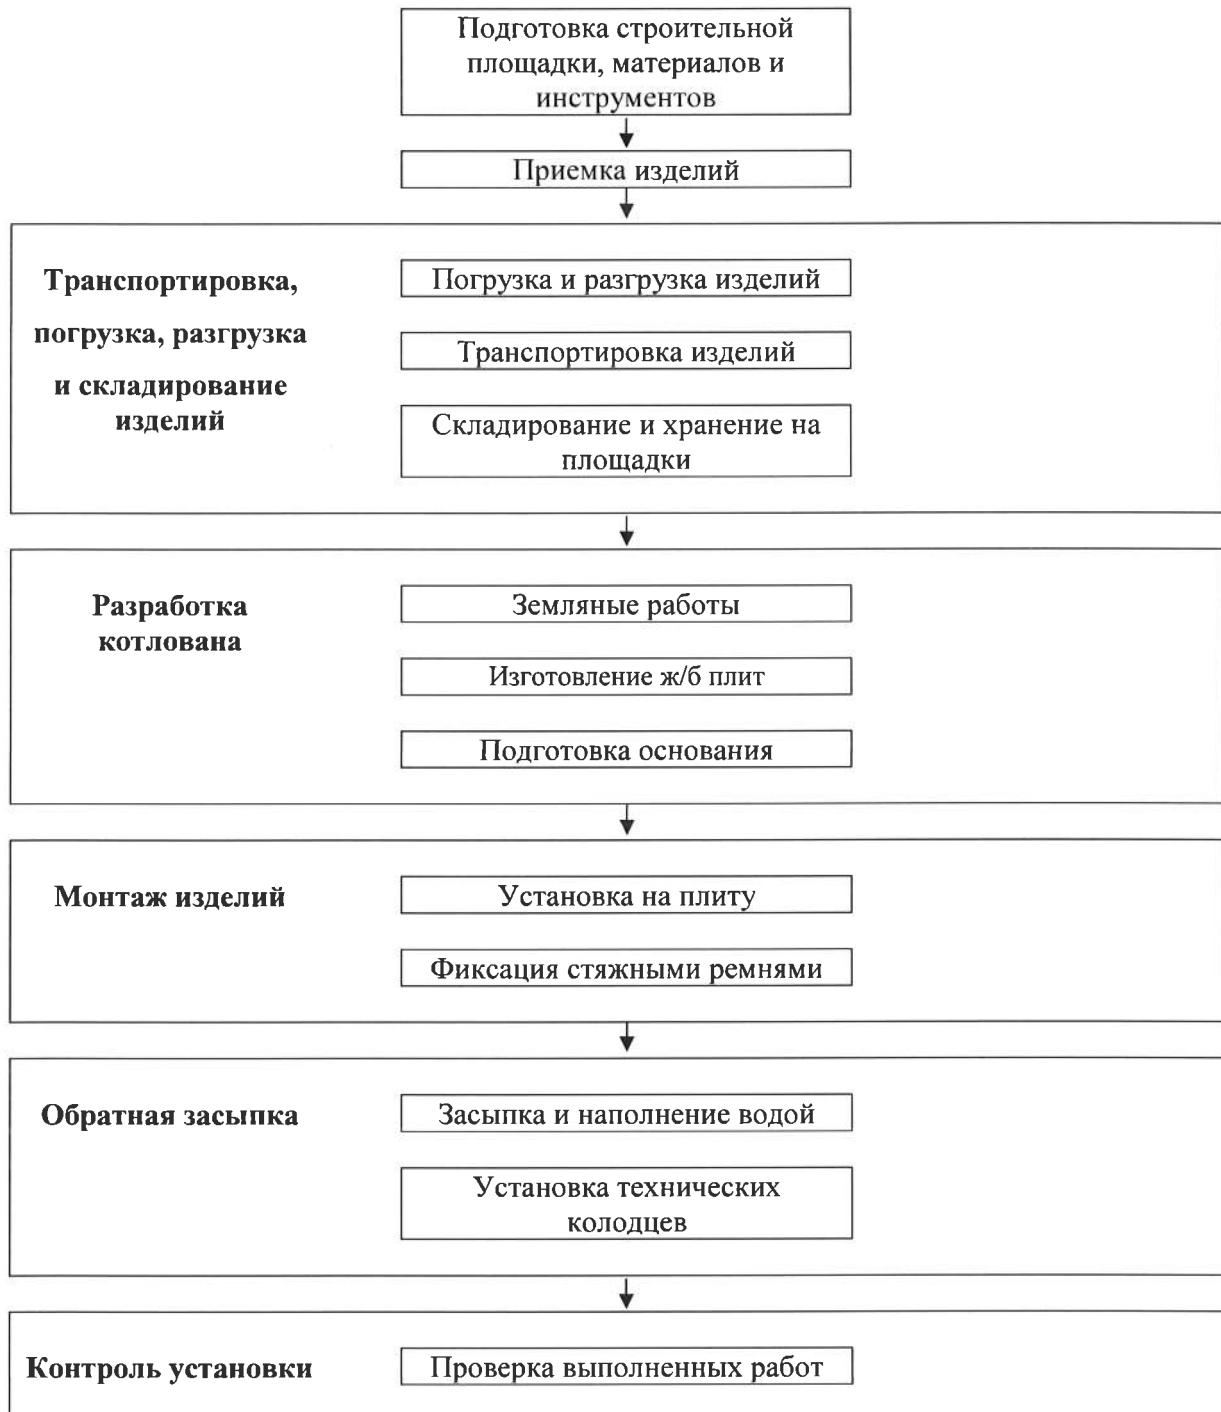 Подготовка строительной
площадки, материалов и
инструментов
Приемка изделий
Транспортировка,
погрузка, разгрузка
и складирование
изделий
Погрузка и разгрузка изделий
Транспортировка изделий
Складирование и хранение на
площадки
Разработка
котлована
Земляные работы
Изготовление ж/б плит
Подготовка основания
Монтаж изделий
Установка на плиту
Фиксация стяжными ремнями
Обратная засыпка
Засыпка и наполнение водой
Установка технических
колодцев
Контроль установки
Проверка выполненных работ